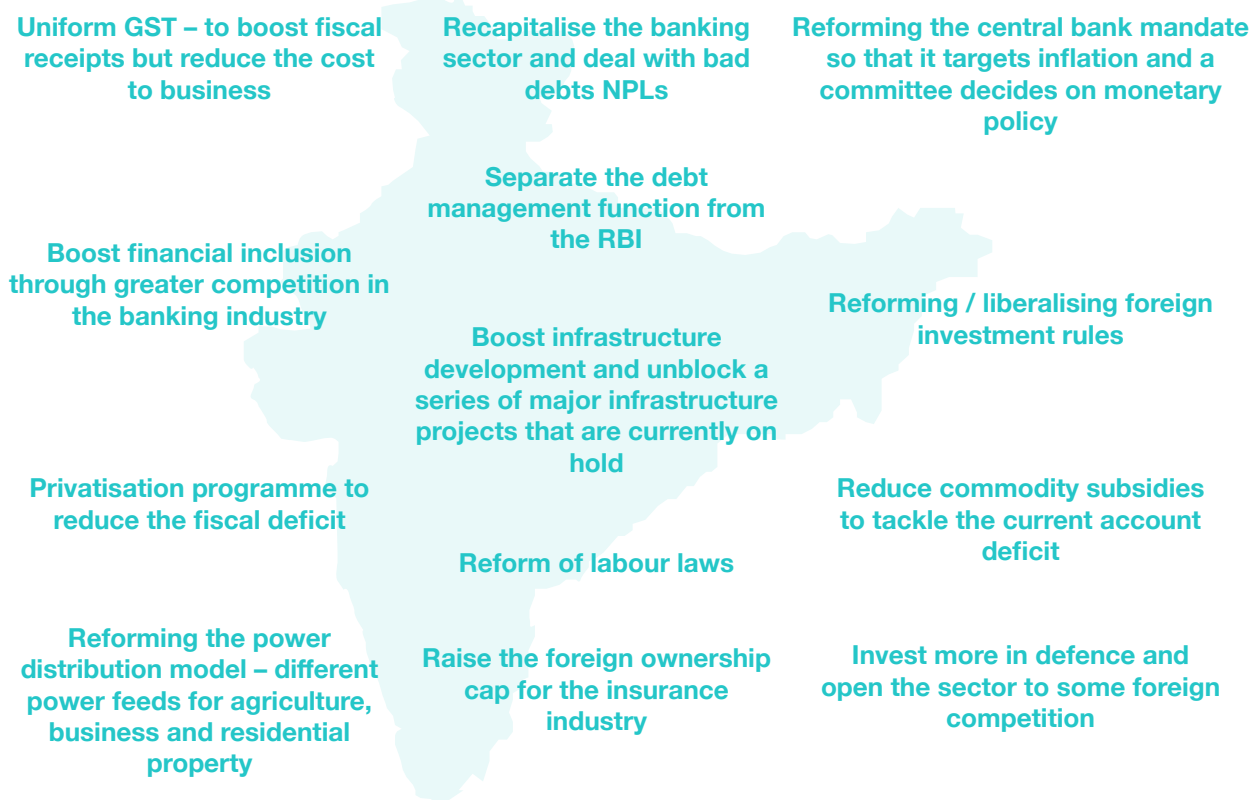 Uniform GST – to boost fiscal
receipts but reduce the cost
to business
Recapitalise the banking
sector and deal with bad
debts NPLs
Reforming the central bank mandate
so that it targets inflation and a
committee decides on monetary
policy
Separate the debt
management function from
the RBI
Boost financial inclusion
through greater competition in
the banking industry
Reforming / liberalising foreign
investment rules
Boost infrastructure
development and unblock a
series of major infrastructure
projects that are currently on
hold
Privatisation programme to
reduce the fiscal deficit
Reduce commodity subsidies
to tackle the current account
deficit
Reform of labour laws
Reforming the power
distribution model – different
power feeds for agriculture,
business and residential
property
Raise the foreign ownership
cap for the insurance
industry
Invest more in defence and
open the sector to some foreign
competition